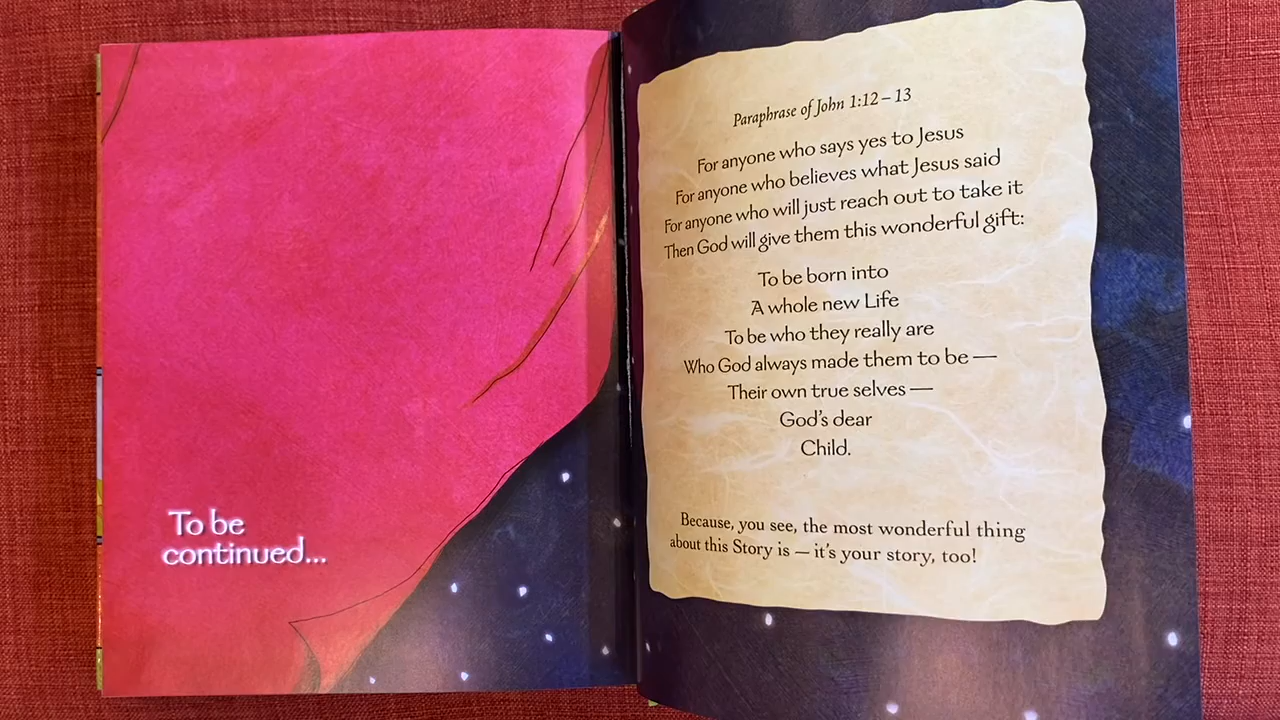 To be
continued...
Paraphrase of John 1:12 – 13
For anyone who says yes to Jesus
For anyone who believes what Jesus said
For anyone who will just reach out to take it
Then God will give them this wonderful gift:
To be born into
A whole new Life
To be who they really are
Who God always made them to be —
Their own true selves —
God's dear
Child.
Because, you see, the most wonderful thing
about this Story is — it's your story, too!